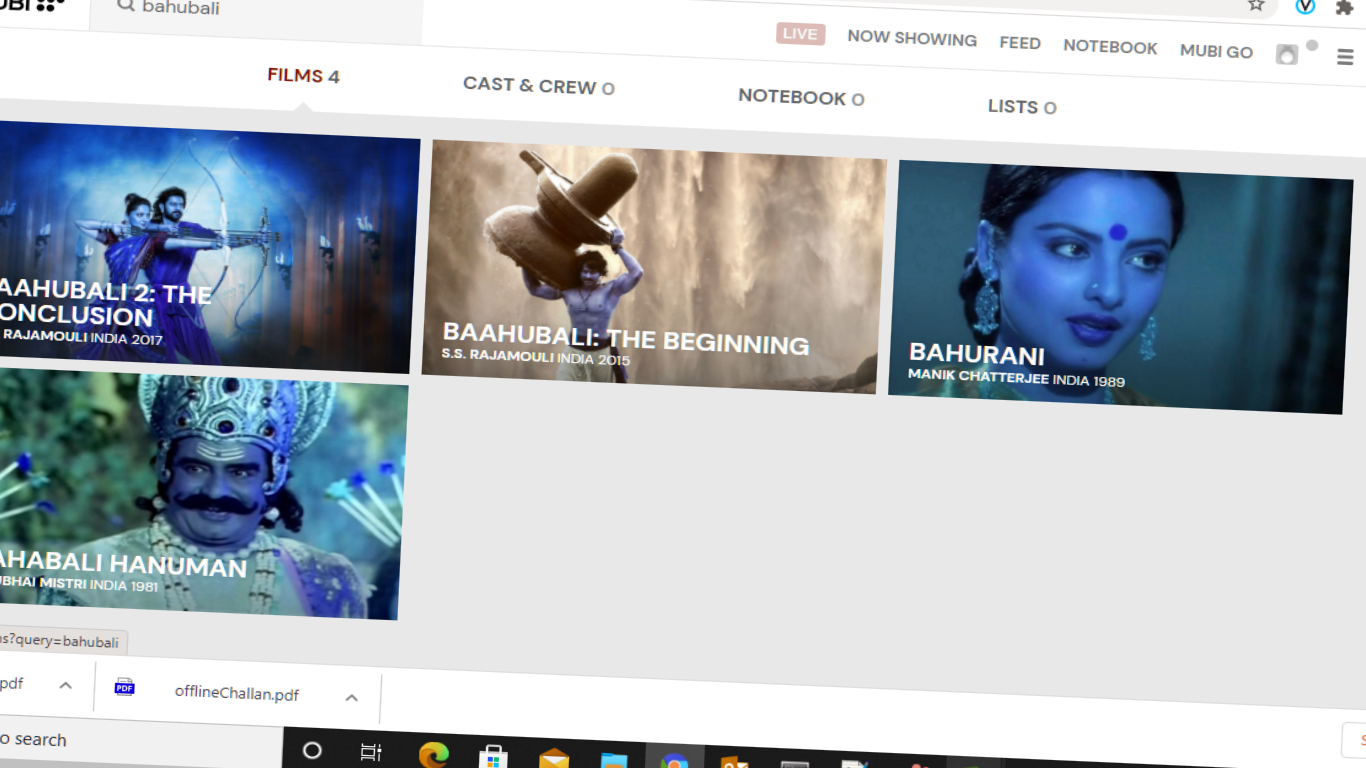 UBI
bahubali
LIVE
NOW SHOWING
FEED
NOTEBOOK
MUBI GO
FILMS 4
CAST & CREW 0
NOTEBOOK 0
LISTS 0
AAHUBALI 2: THE
ONCLUSION
RAJAMOULI INDIA 2017
BAAHUBALI: THE BEGINNING
S.S. RAJAMOULI INDIA 2015
BAHURANI
MANIK CHATTERJEE INDIA 1989
AHABALI HANUMAN
UBHAI MISTRI INDIA 1981
ns?query=bahubali
pdf
PDF
offlineChallan.pdf
S
o search